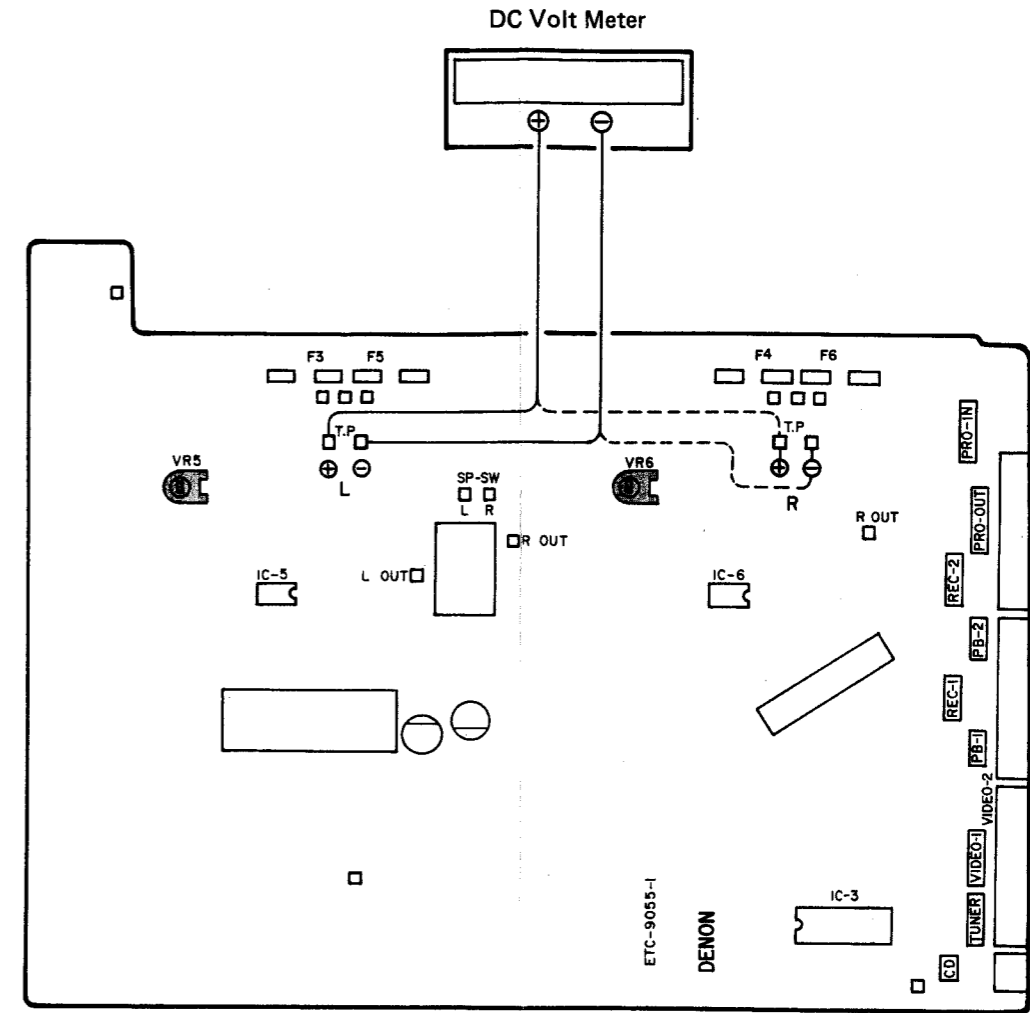 DC Volt Meter
⊕ ⊖
F3 F5
F4 F6
T.P
T.P
PRO-IN
VR5
⊕ ⊖
L
SP-SW
L R
VR6
⊕ ⊖
R
PRO-OUT
R OUT
R OUT
L OUT
IC-5
IC-6
REC-2
PB-2
REC-1
PB-1
VIDEO-2
VIDEO-1
IC-3
TUNER
ETC-9055-1
DENON
CD